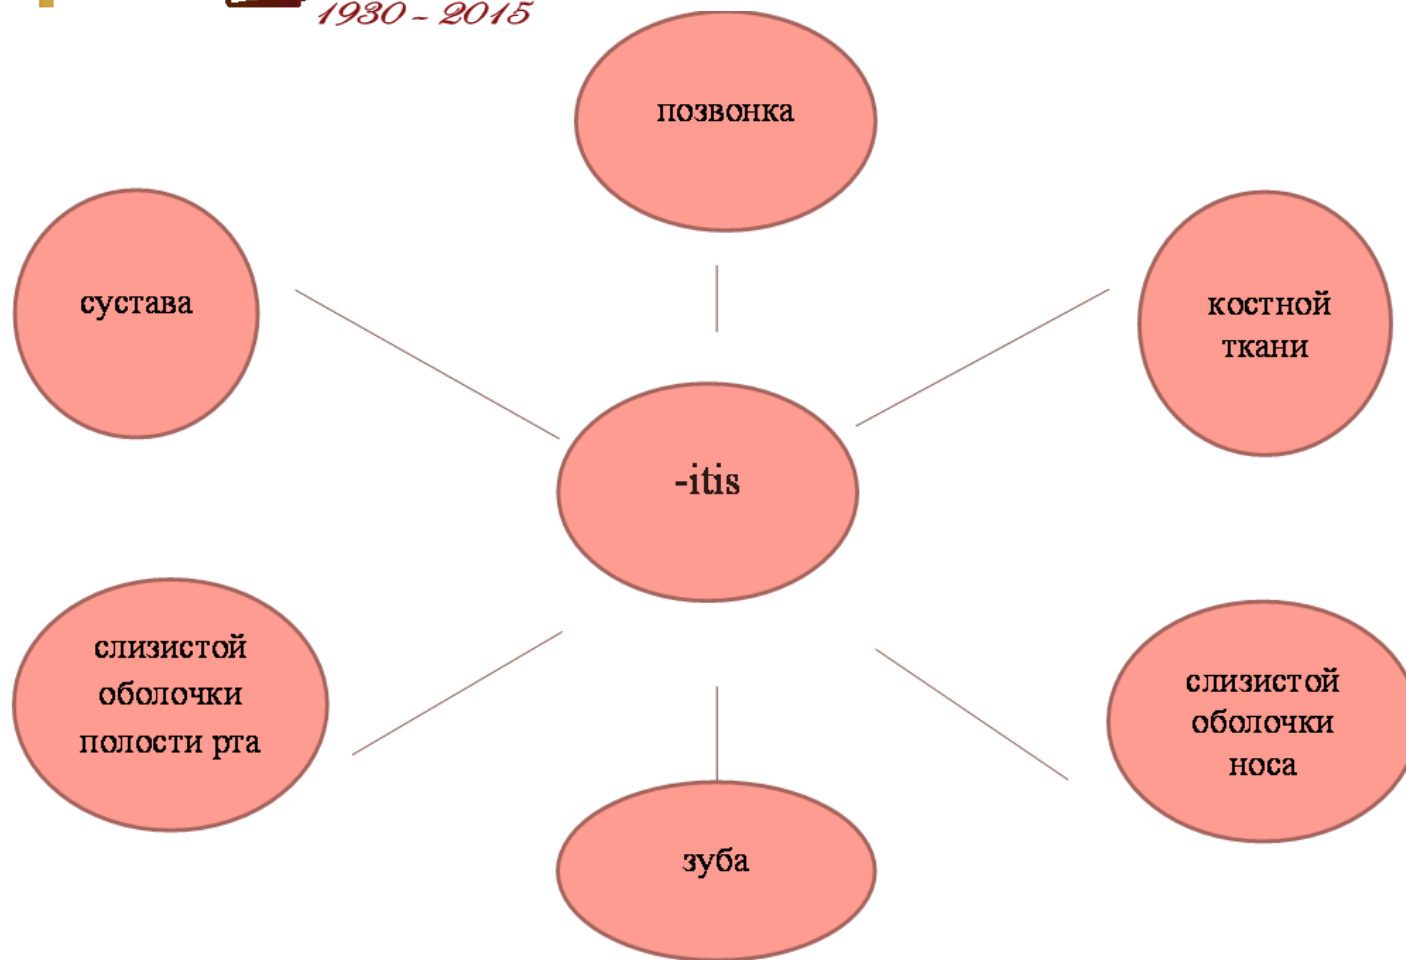 1930 - 2015
позвонка
сустава
костной
ткани
-itis
слизистой
оболочки
полости рта
слизистой
оболочки
носа
зуба